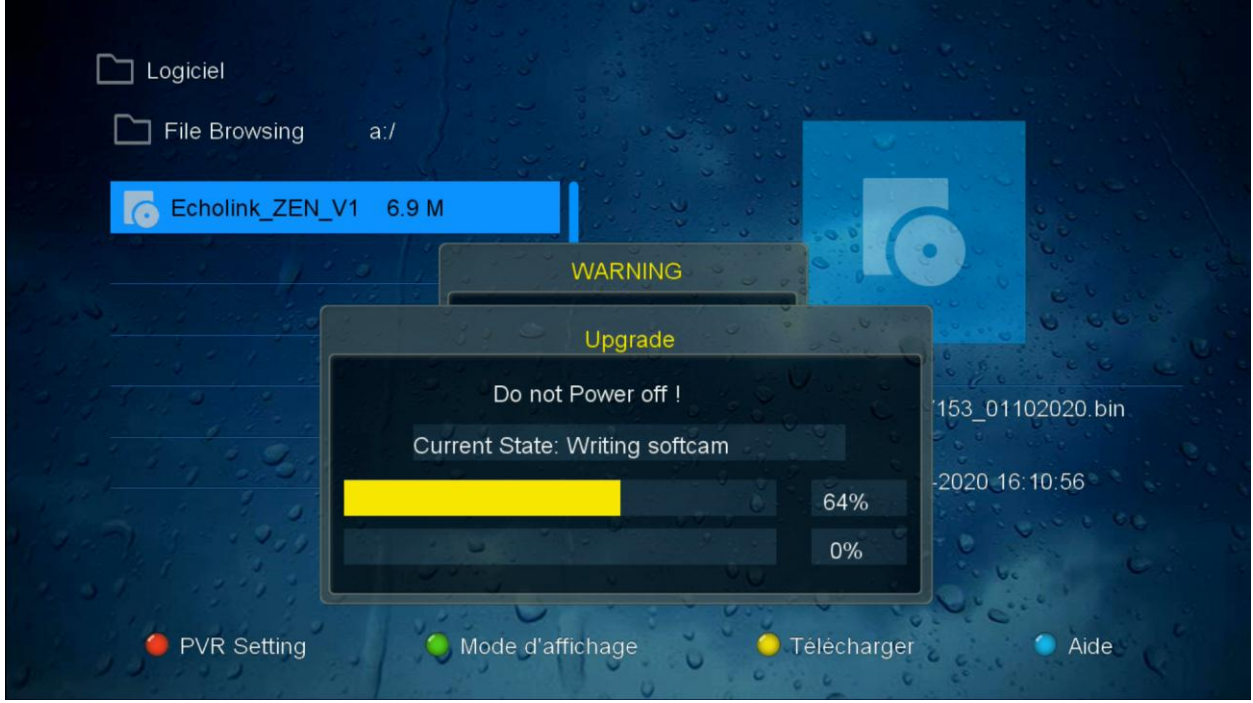 Logiciel
File Browsing a:/
Echolink_ZEN_V1 6.9 M
WARNING
Upgrade
Do not Power off !
153_01102020.bin
Current State: Writing softcam
-2020 16:10:56
64%
0%
PVR Setting Mode d'affichage Télécharger Aide